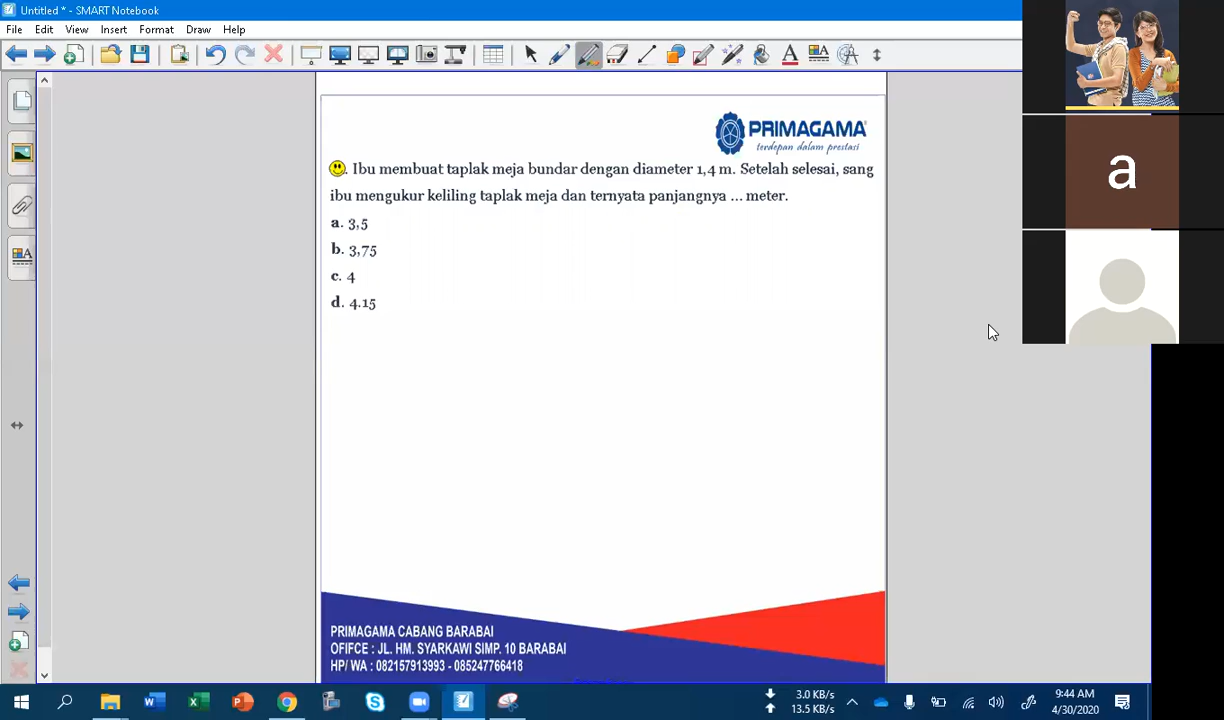 Untitled * - SMART Notebook
File Edit View Insert Format Draw Help
PRIMAGAMA
terdepan dalam prestasi
. Ibu membuat taplak meja bundar dengan diameter 1,4 m. Setelah selesai, sang
ibu mengukur keliling taplak meja dan ternyata panjangnya ... meter.
a. 3,5
b. 3,75
c. 4
d. 4.15
a
PRIMAGAMA CABANG BARABAI
OFIFCE : JL. HM. SYARKAWI SIMP. 10 BARABAI
HP/ WA : 082157913993 - 085247766418
3.0 KB/s
13.5 KB/s
9:44 AM
4/30/2020